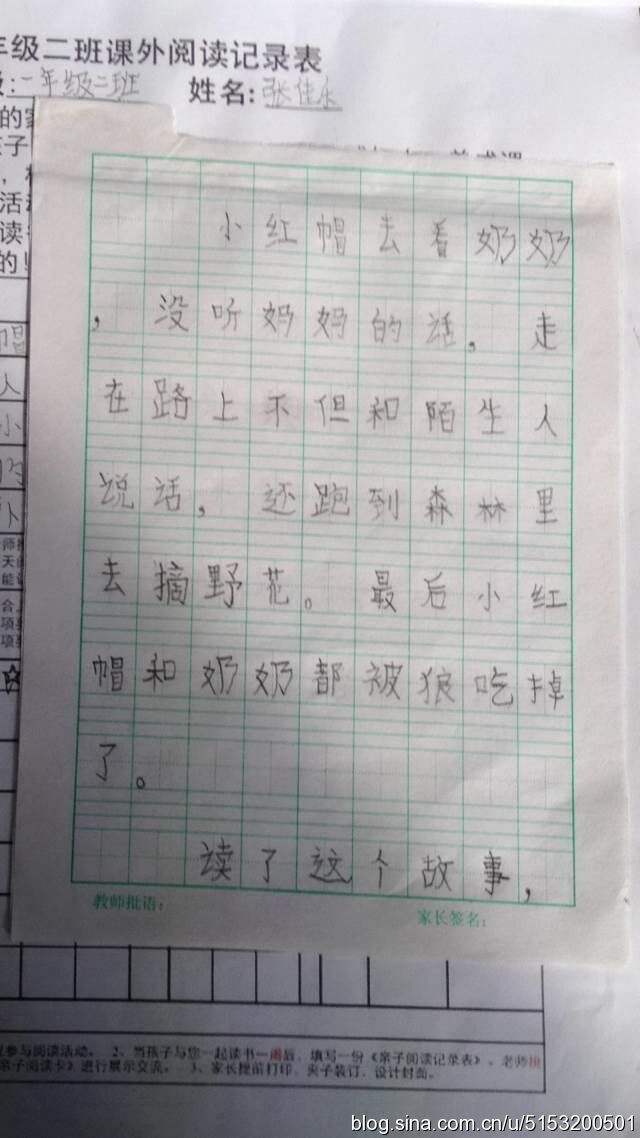 年级二班课外阅读记录表
级:一年级二班 姓名:张佳乐
小红帽去看奶奶
，没听妈妈的话，走
在路上不但和陌生人
说话，还跑到森林里
去摘野花。最后小红
帽和奶奶都被狼吃掉
了。
读了这个故事，
教师批语： 家长签名：
参与阅读活动。 2、当孩子与您一起读书一周后，填写一份《亲子阅读记录表》。老师
亲子阅读卡》进行展示交流。 3、家长提前打印，夹子装订，设计封面。
blog.sina.com.cn/u/5153200501